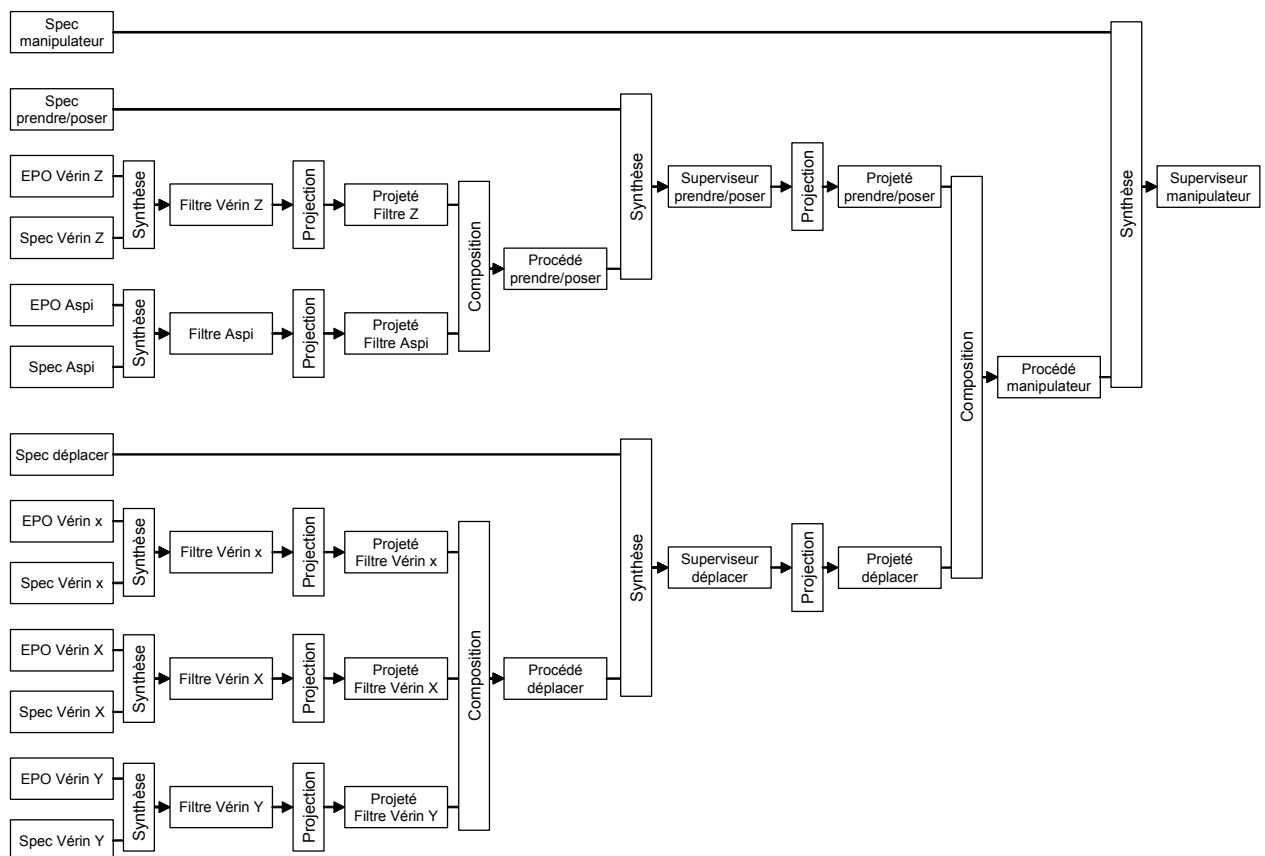 Spec
manipulateur
Spec
prendre/poser
EPO Vérin Z
Spec Vérin Z
Synthèse
Filtre Vérin Z
Projection
Projeté
Filtre Z
EPO Aspi
Spec Aspi
Synthèse
Filtre Aspi
Projection
Projeté
Filtre Aspi
Composition
Procédé
prendre/poser
Synthèse
Superviseur
prendre/poser
Projection
Projeté
prendre/poser
Spec déplacer
EPO Vérin x
Spec Vérin x
Synthèse
Filtre Vérin x
Projection
Projeté
Filtre Vérin x
EPO Vérin X
Spec Vérin X
Synthèse
Filtre Vérin X
Projection
Projeté
Filtre Vérin X
EPO Vérin Y
Spec Vérin Y
Synthèse
Filtre Vérin Y
Projection
Projeté
Filtre Vérin Y
Composition
Procédé
déplacer
Synthèse
Superviseur
déplacer
Projection
Projeté
déplacer
Composition
Procédé
manipulateur
Synthèse
Superviseur
manipulateur